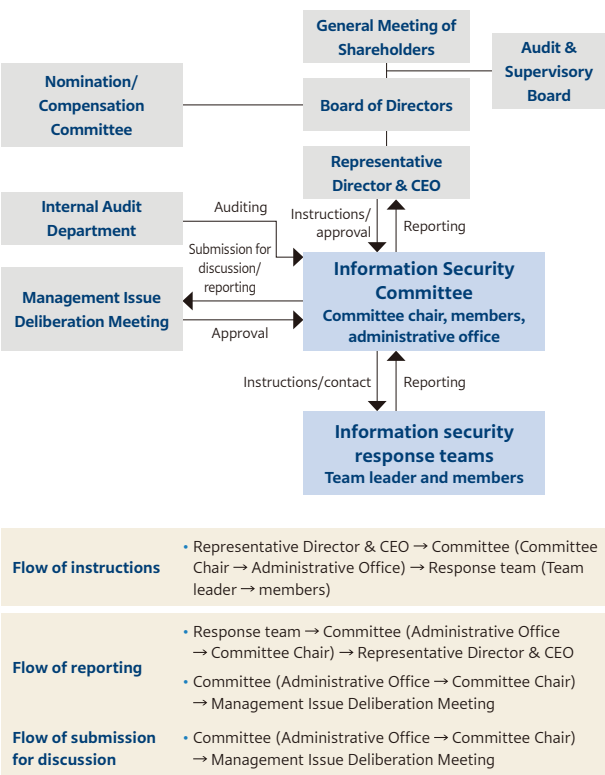 General Meeting of
Shareholders
Audit &
Supervisory
Board
Nomination/
Compensation
Committee
Board of Directors
Representative
Director & CEO
Internal Audit
Department
Auditing
Instructions/
approval
Reporting
Submission for
discussion/
reporting
Information Security
Committee
Committee chair, members,
administrative office
Management Issue
Deliberation Meeting
Approval
Instructions/contact
Reporting
Information security
response teams
Team leader and members
Flow of instructions
• Representative Director & CEO → Committee (Committee
Chair → Administrative Office) → Response team (Team
leader → members)
Flow of reporting
• Response team → Committee (Administrative Office
→ Committee Chair) → Representative Director & CEO
• Committee (Administrative Office → Committee Chair)
→ Management Issue Deliberation Meeting
Flow of submission
for discussion
• Committee (Administrative Office → Committee Chair)
→ Management Issue Deliberation Meeting